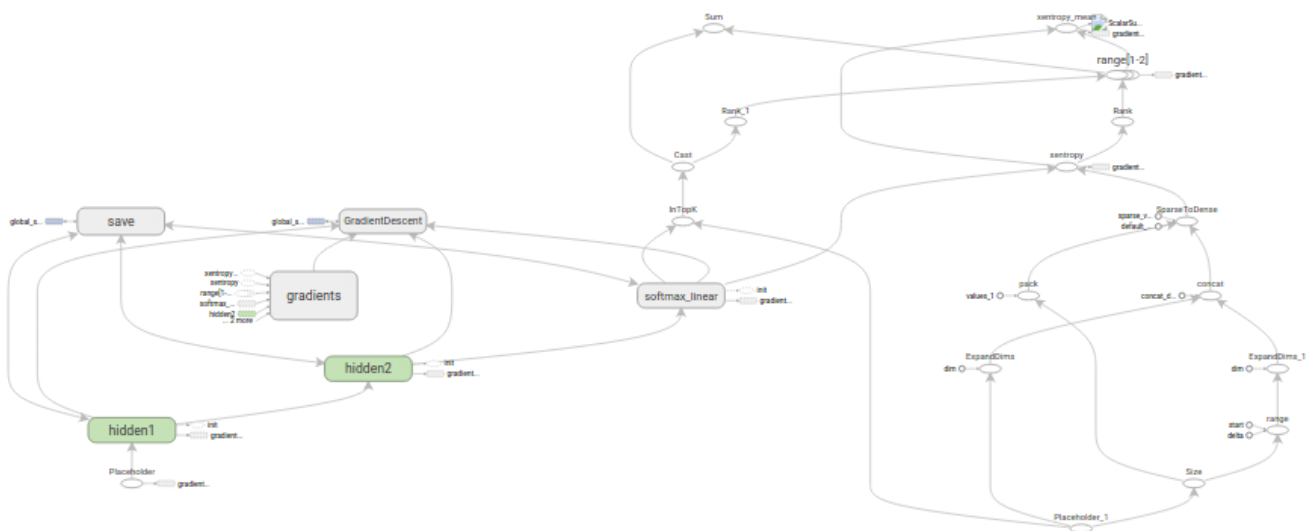 Sum
xentropy_mean
ScalarSu...
gradient...
range[1-2]
gradient...
Rank_1
Rank
Cast
xentropy
gradient...
InTopK
SparseToDense
sparse_v...
default_...
global_s...
save
global_s...
GradientDescent
xentropy...
xentropy
range[1-...
softmax_...
hidden2
... 2 more
gradients
softmax_linear
init
gradient...
pack
values_1
concat
concat_d...
hidden2
init
gradient...
ExpandDims
dim
ExpandDims_1
dim
hidden1
init
gradient...
range
start
delta
Placeholder
gradient...
Size
Placeholder_1